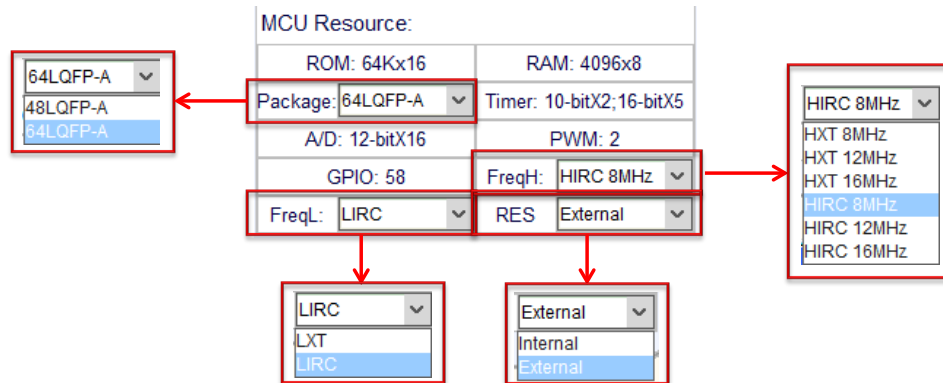 MCU Resource:
ROM: 64Kx16
RAM: 4096x8
Package: 64LQFP-A
Timer: 10-bitX2;16-bitX5
A/D: 12-bitX16
PWM: 2
GPIO: 58
FreqH: HIRC 8MHz
FreqL: LIRC
RES External
64LQFP-A
48LQFP-A
64LQFP-A
HIRC 8MHz
HXT 8MHz
HXT 12MHz
HXT 16MHz
HIRC 8MHz
HIRC 12MHz
HIRC 16MHz
LIRC
LXT
LIRC
External
Internal
External